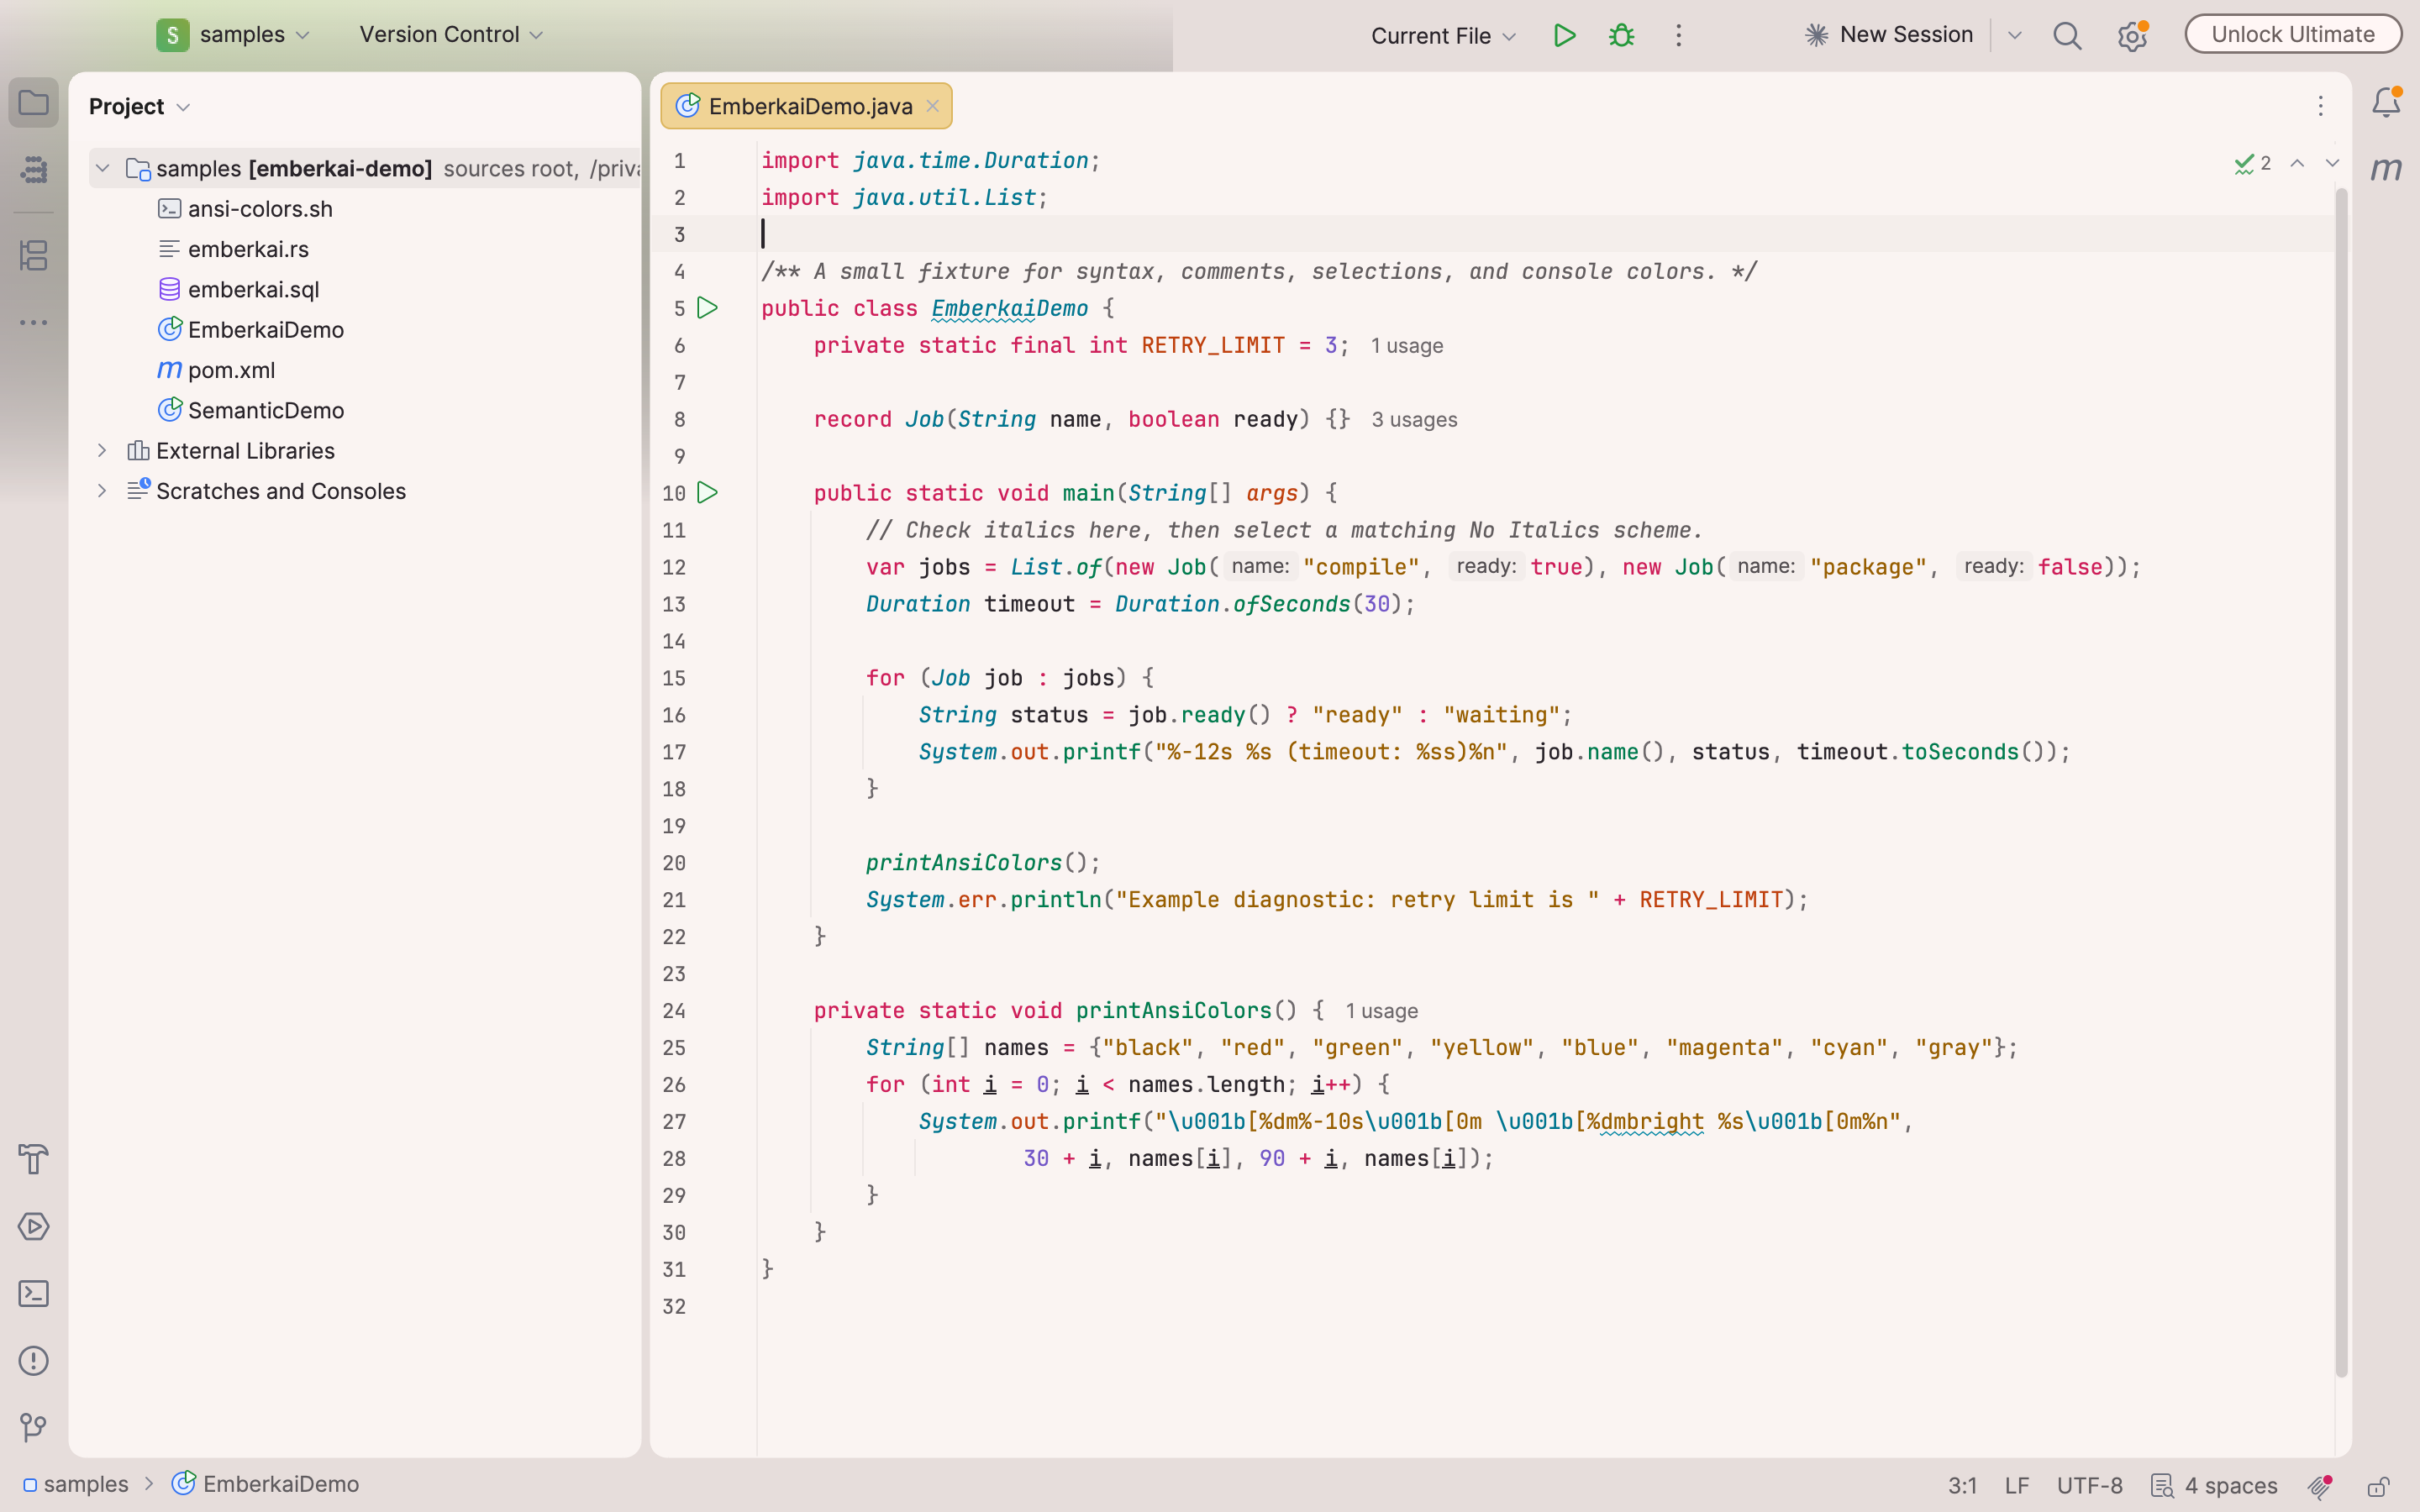 S samples Version Control Current File New Session Unlock Ultimate
Project
samples [emberkai-demo] sources root, /priv
ansi-colors.sh
emberkai.rs
emberkai.sql
EmberkaiDemo
pom.xml
SemanticDemo
External Libraries
Scratches and Consoles
EmberkaiDemo.java
2
1 import java.time.Duration;
2 import java.util.List;
3
4 /** A small fixture for syntax, comments, selections, and console colors. */
5 public class EmberkaiDemo {
6 private static final int RETRY_LIMIT = 3; 1 usage
7
8 record Job(String name, boolean ready) {} 3 usages
9
10 public static void main(String[] args) {
11 // Check italics here, then select a matching No Italics scheme.
12 var jobs = List.of(new Job( name: "compile", ready: true), new Job( name: "package", ready: false));
13 Duration timeout = Duration.ofSeconds(30);
14
15 for (Job job : jobs) {
16 String status = job.ready() ? "ready" : "waiting";
17 System.out.printf("%-12s %s (timeout: %ss)%n", job.name(), status, timeout.toSeconds());
18 }
19
20 printAnsiColors();
21 System.err.println("Example diagnostic: retry limit is " + RETRY_LIMIT);
22 }
23
24 private static void printAnsiColors() { 1 usage
25 String[] names = {"black", "red", "green", "yellow", "blue", "magenta", "cyan", "gray"};
26 for (int i = 0; i < names.length; i++) {
27 System.out.printf("\u001b[%dm%-10s\u001b[0m \u001b[%dmbright %s\u001b[0m%n",
28 30 + i, names[i], 90 + i, names[i]);
29 }
30 }
31 }
32
samples EmberkaiDemo 3:1 LF UTF-8 4 spaces